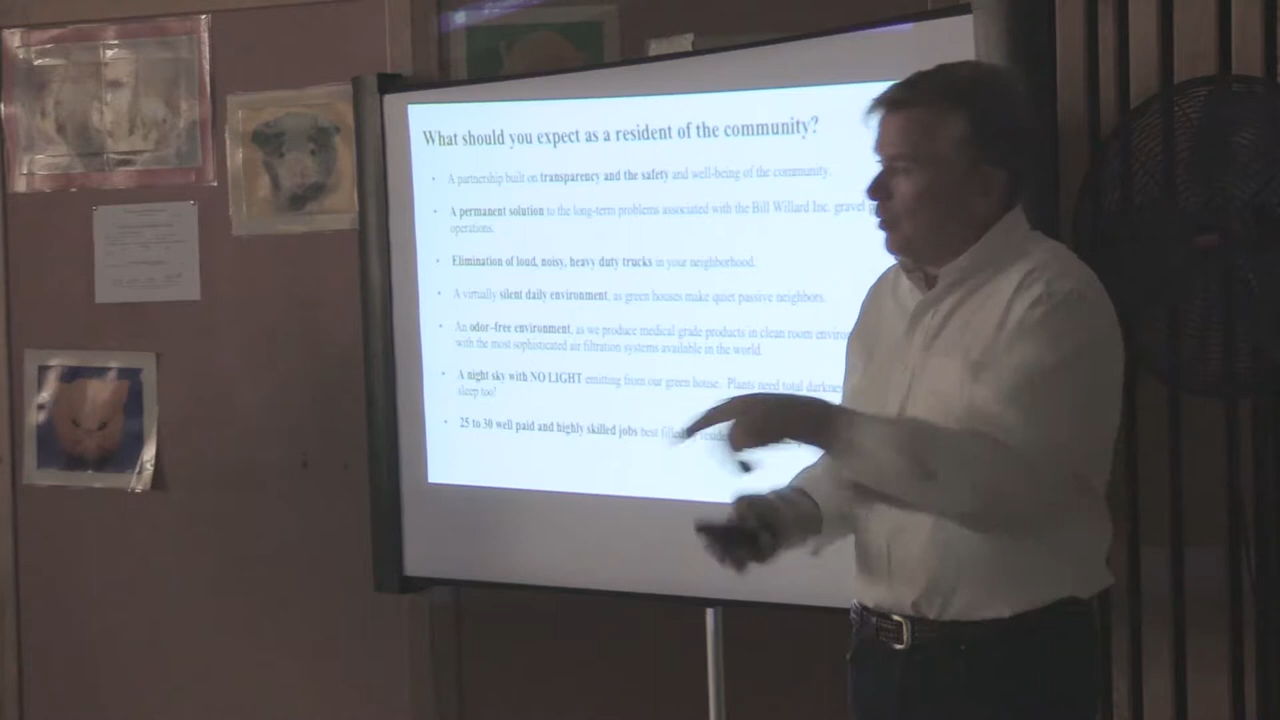 What should you expect as a resident of the community?
• A partnership built on transparency and the safety and well-being of the community.
• A permanent solution to the long-term problems associated with the Bill Willard Inc. gravel
operations.
• Elimination of loud, noisy, heavy duty trucks in your neighborhood.
• A virtually silent daily environment, as green houses make quiet passive neighbors.
• An odor-free environment, as we produce medical grade products in clean room
with the most sophisticated air filtration systems available in the world.
• A night sky with NO LIGHT emitting from our green house. Plants need total
sleep too!
• 25 to 30 well paid and highly skilled jobs best